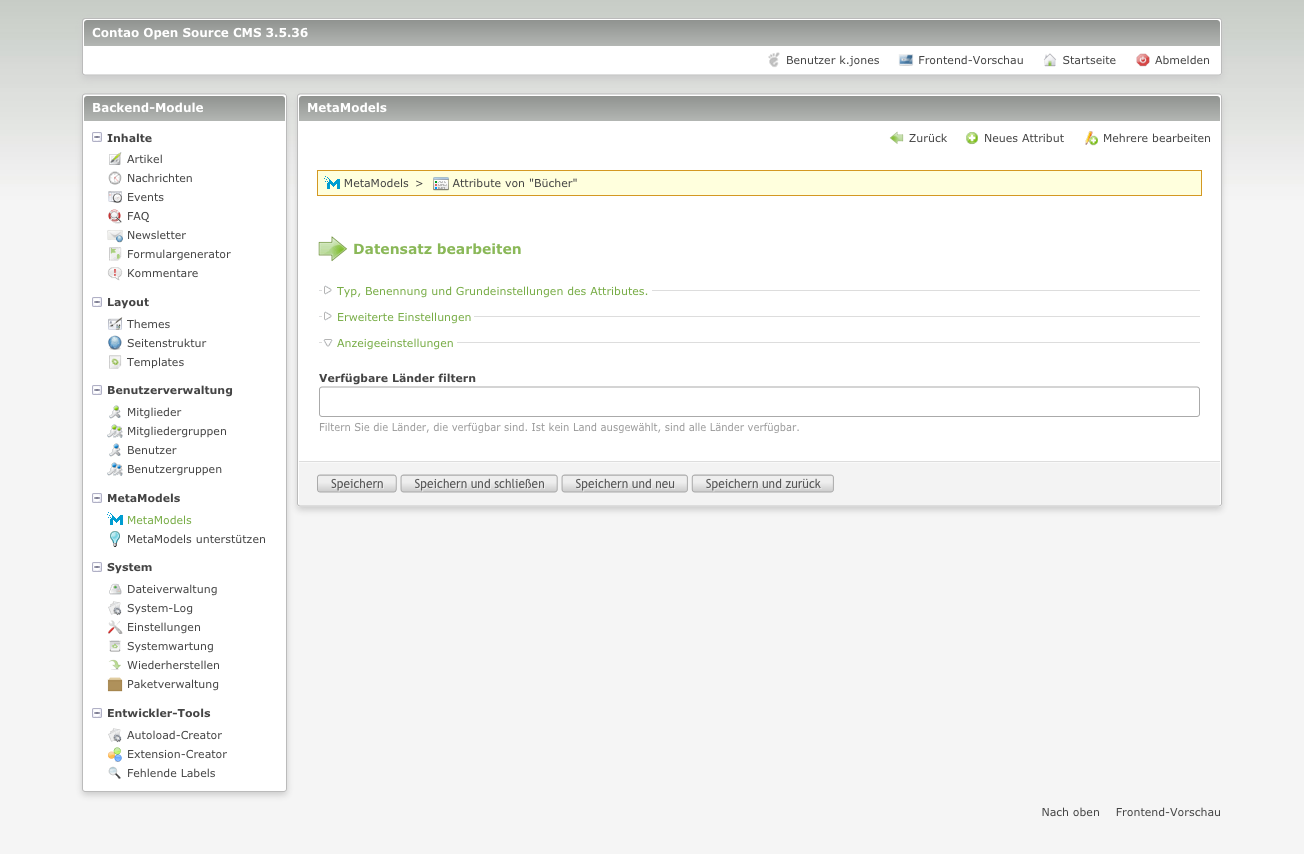 Contao Open Source CMS 3.5.36
Benutzer k.jones Frontend-Vorschau Startseite Abmelden
Backend-Module
Inhalte
Artikel
Nachrichten
Events
FAQ
Newsletter
Formulargenerator
Kommentare
Layout
Themes
Seitenstruktur
Templates
Benutzerverwaltung
Mitglieder
Mitgliedergruppen
Benutzer
Benutzergruppen
MetaModels
MetaModels
MetaModels unterstützen
System
Dateiverwaltung
System-Log
Einstellungen
Systemwartung
Wiederherstellen
Paketverwaltung
Entwickler-Tools
Autoload-Creator
Extension-Creator
Fehlende Labels
MetaModels
Zurück Neues Attribut Mehrere bearbeiten
MetaModels > Attribute von "Bücher"
Datensatz bearbeiten
Typ, Benennung und Grundeinstellungen des Attributes.
Erweiterte Einstellungen
Anzeigeeinstellungen
Verfügbare Länder filtern
Filtern Sie die Länder, die verfügbar sind. Ist kein Land ausgewählt, sind alle Länder verfügbar.
Speichern Speichern und schließen Speichern und neu Speichern und zurück
Nach oben Frontend-Vorschau